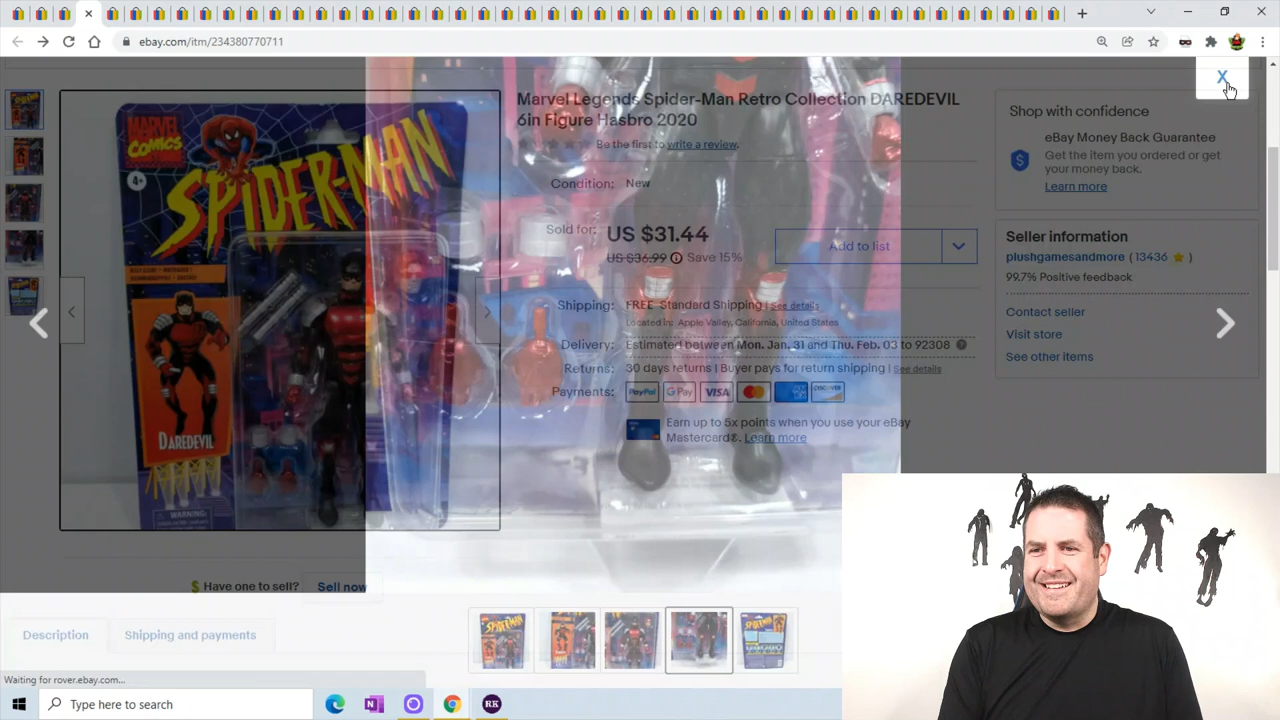 ebay.com/itm/234380770711
X
MARVEL
COMICS
4+
SPIDER-MAN
DAREDEVIL
WARNING:
Marvel Legends Spider-Man Retro Collection DAREDEVIL
6in Figure Hasbro 2020
Be the first to write a review.
Condition: New
Sold for: US $31.44
US $36.99 Save 15%
Add to list
Shipping: FREE Standard Shipping | See details
Located in: Apple Valley, California, United States
Delivery: Estimated between Mon. Jan. 31 and Thu. Feb. 03 to 92308
Returns: 30 days returns | Buyer pays for return shipping | See details
Payments: PayPal G Pay VISA DISCOVER
Earn up to 5x points when you use your eBay
Mastercard®. Learn more
Shop with confidence
eBay Money Back Guarantee
Get the item you ordered or get
your money back.
Learn more
Seller information
plushgamesandmore (13436 )
99.7% Positive feedback
Contact seller
Visit store
See other items
$ Have one to sell? Sell now
Description Shipping and payments
Waiting for rover.ebay.com...
Type here to search
RK